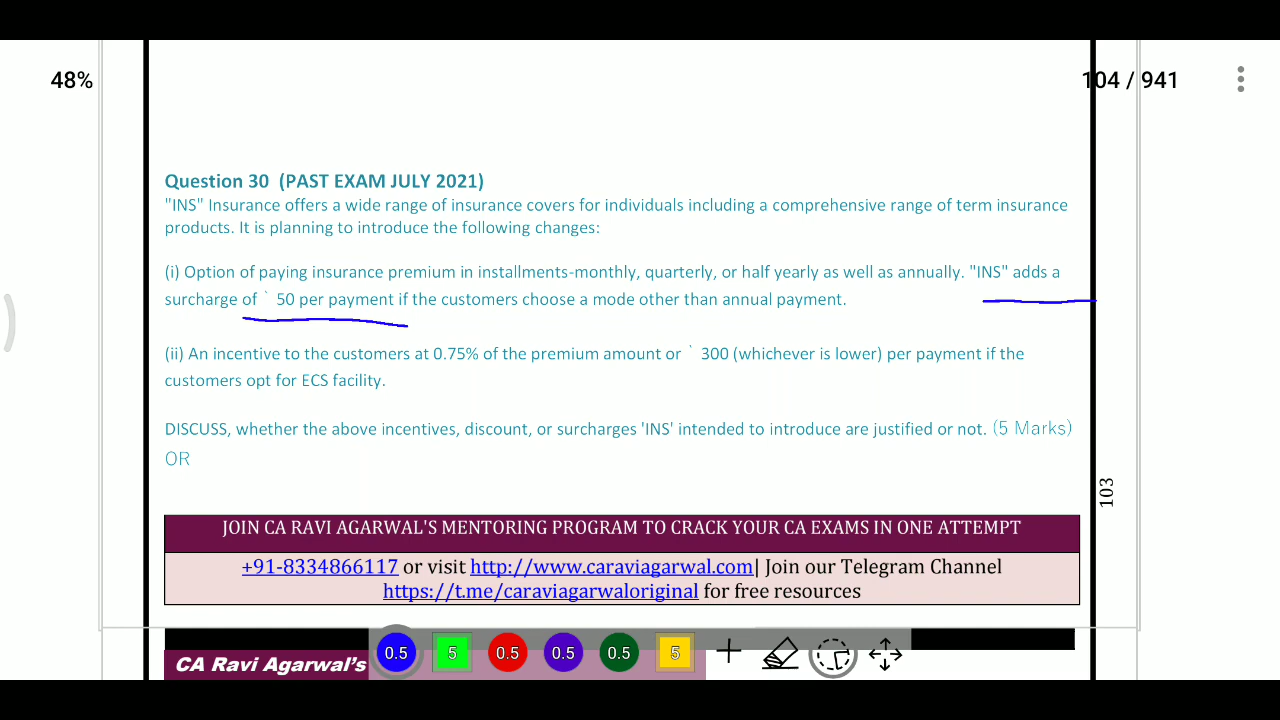 48%
104 / 941
Question 30 (PAST EXAM JULY 2021)
"INS" Insurance offers a wide range of insurance covers for individuals including a comprehensive range of term insurance
products. It is planning to introduce the following changes:
(i) Option of paying insurance premium in installments-monthly, quarterly, or half yearly as well as annually. "INS" adds a
surcharge of ` 50 per payment if the customers choose a mode other than annual payment.
(ii) An incentive to the customers at 0.75% of the premium amount or ` 300 (whichever is lower) per payment if the
customers opt for ECS facility.
DISCUSS, whether the above incentives, discount, or surcharges 'INS' intended to introduce are justified or not. (5 Marks)
OR
103
JOIN CA RAVI AGARWAL'S MENTORING PROGRAM TO CRACK YOUR CA EXAMS IN ONE ATTEMPT
+91-8334866117 or visit http://www.caraviagarwal.com| Join our Telegram Channel
https://t.me/caraviagarwaloriginal for free resources
CA Ravi Agarwal's
0.5 5 0.5 0.5 0.5 5